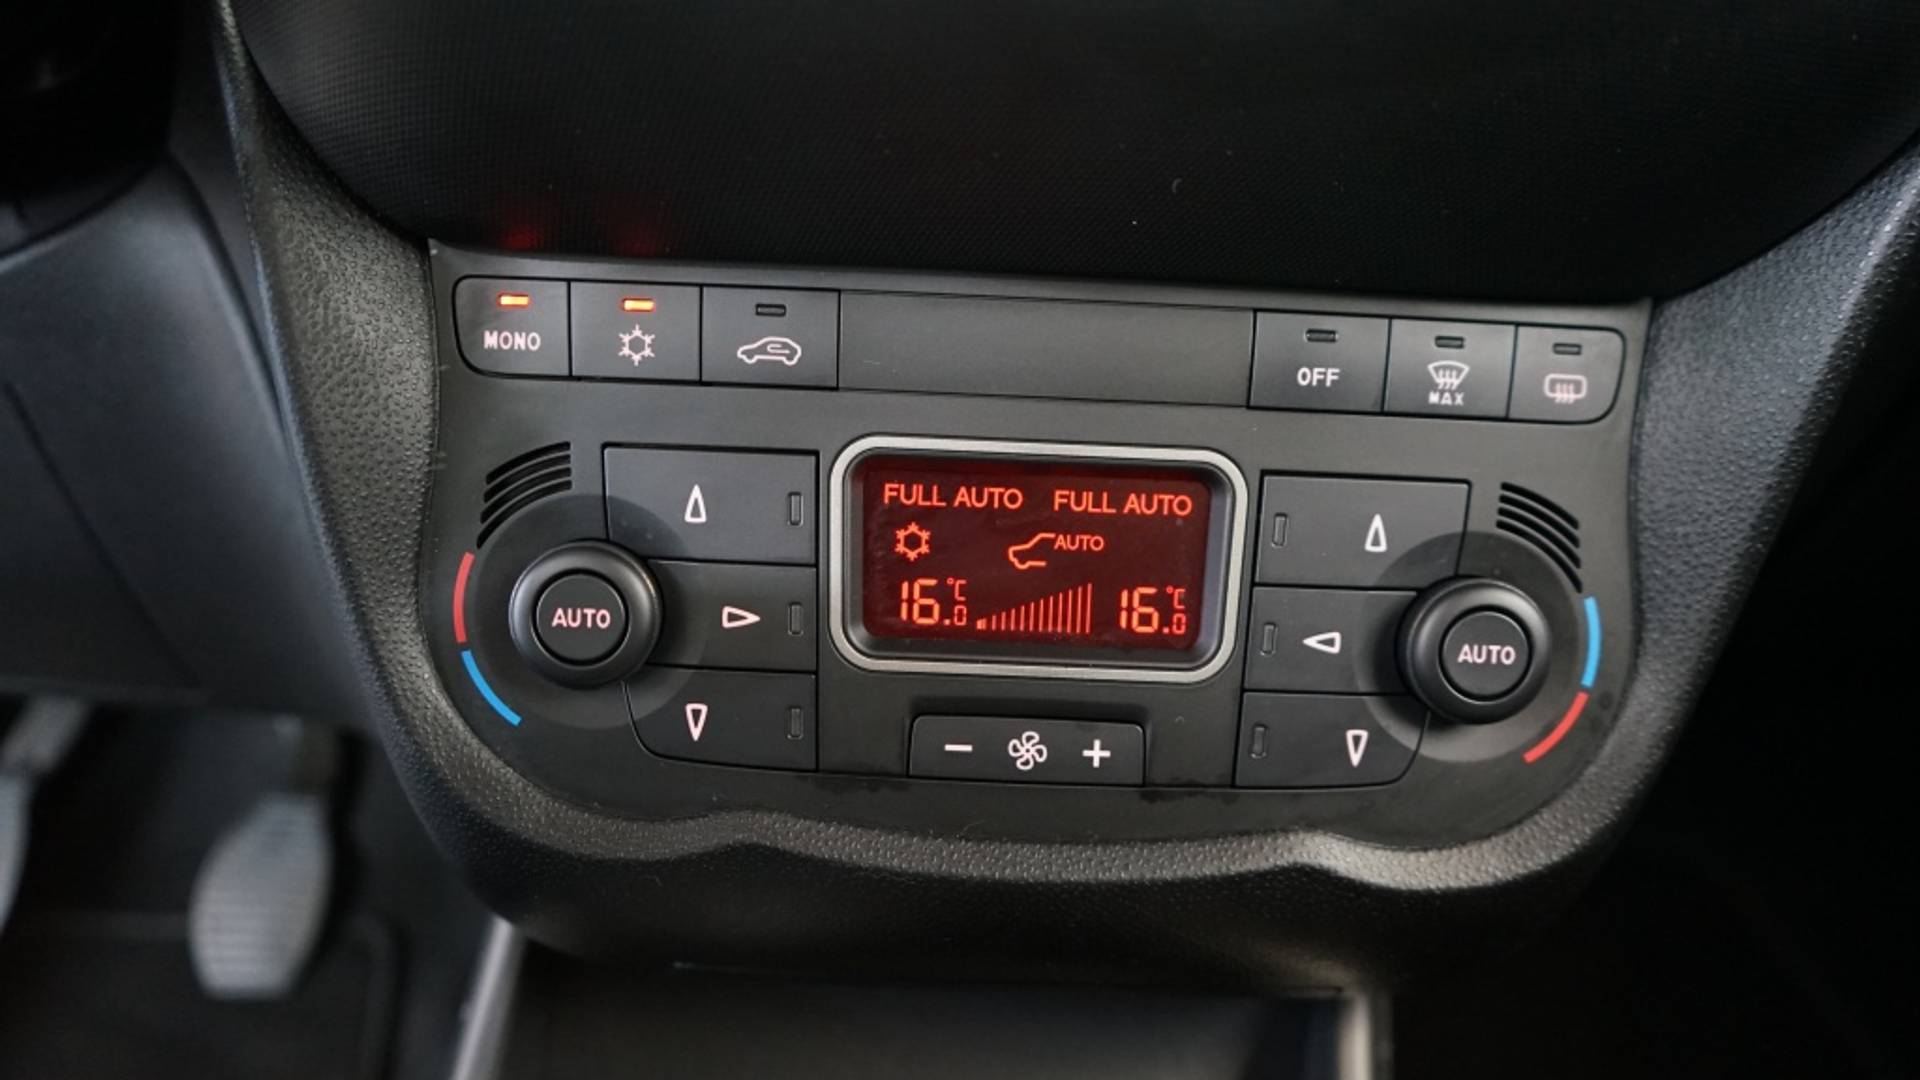 MONO
OFF
MAX
FULL AUTO FULL AUTO
AUTO
16.0°C 16.0°C
AUTO
AUTO
− +